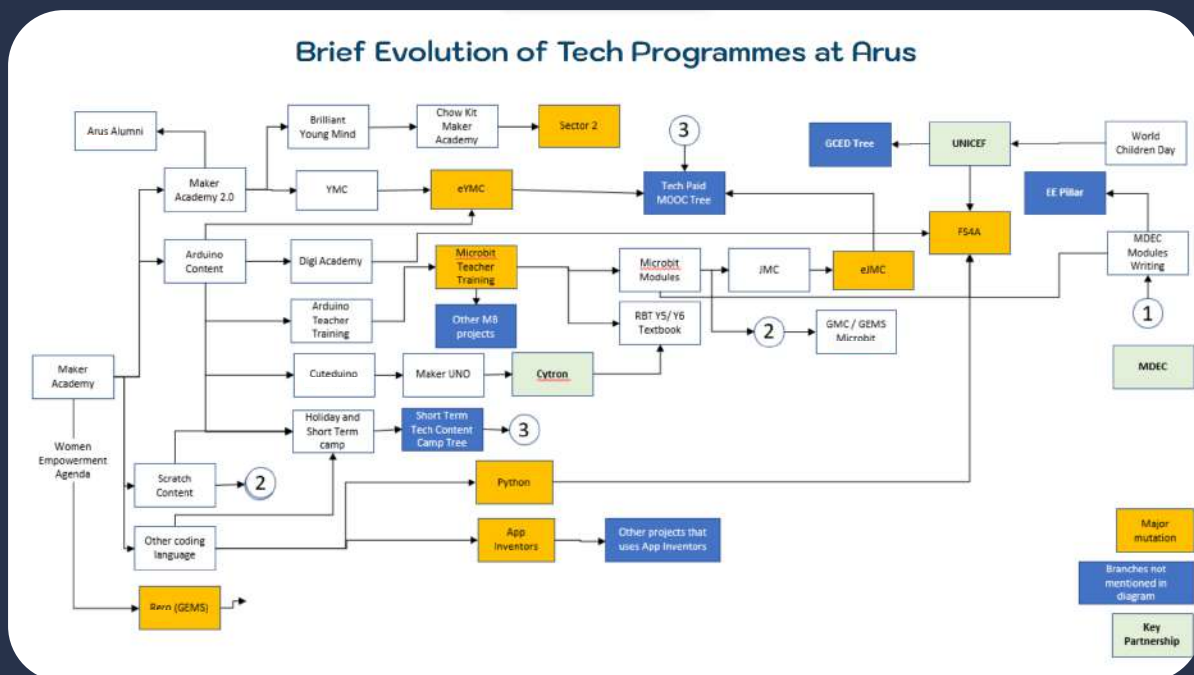 Brief Evolution of Tech Programmes at Arus
Arus Alumni
Brilliant
Young Mind
Chow Kit
Maker
Academy
Sector 2
3
GCED Tree
UNICEF
World
Children Day
Maker
Academy 2.0
YMC
eYMC
Tech Paid
MOOC Tree
EE Pillar
FS4A
Arduino
Content
Digi Academy
Microbit
Teacher
Training
Microbit
Modules
JMC
eJMC
MDEC
Modules
Writing
Arduino
Teacher
Training
Other MB
projects
RBT Y5/ Y6
Textbook
2
GMC / GEMS
Microbit
1
Maker
Academy
Cuteduino
Maker UNO
Cytron
MDEC
Holiday and
Short Term
camp
Short Term
Tech Content
Camp Tree
3
Women
Empowerment
Agenda
Scratch
Content
2
Python
Other coding
language
App
Inventors
Other projects that
uses App Inventors
Major
mutation
Branches not
mentioned in
diagram
(GEMS)
Key
Partnership